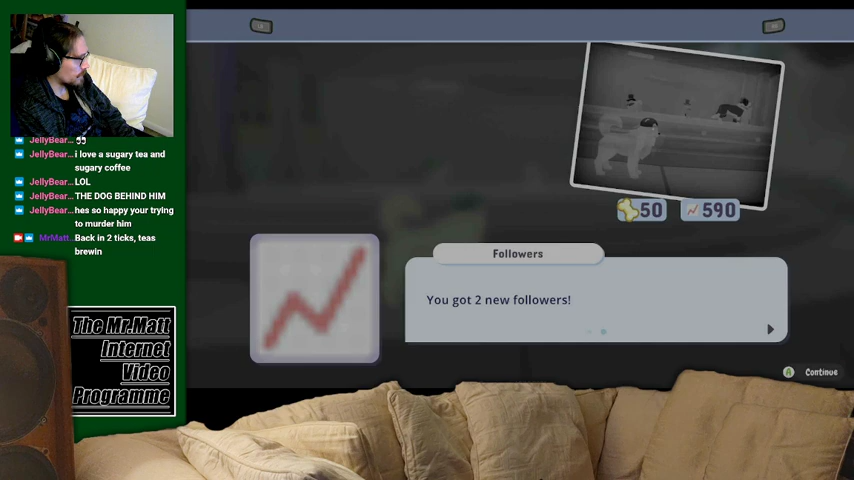 JellyBear... 👀
JellyBear... i love a sugary tea and
sugary coffee
JellyBear... LOL
JellyBear... THE DOG BEHIND HIM
JellyBear... hes so happy your trying
to murder him
MrMatt... Back in 2 ticks, teas
brewin
The Mr.Matt
Internet
Video
Programme
50
590
Followers
You got 2 new followers!
A Continue